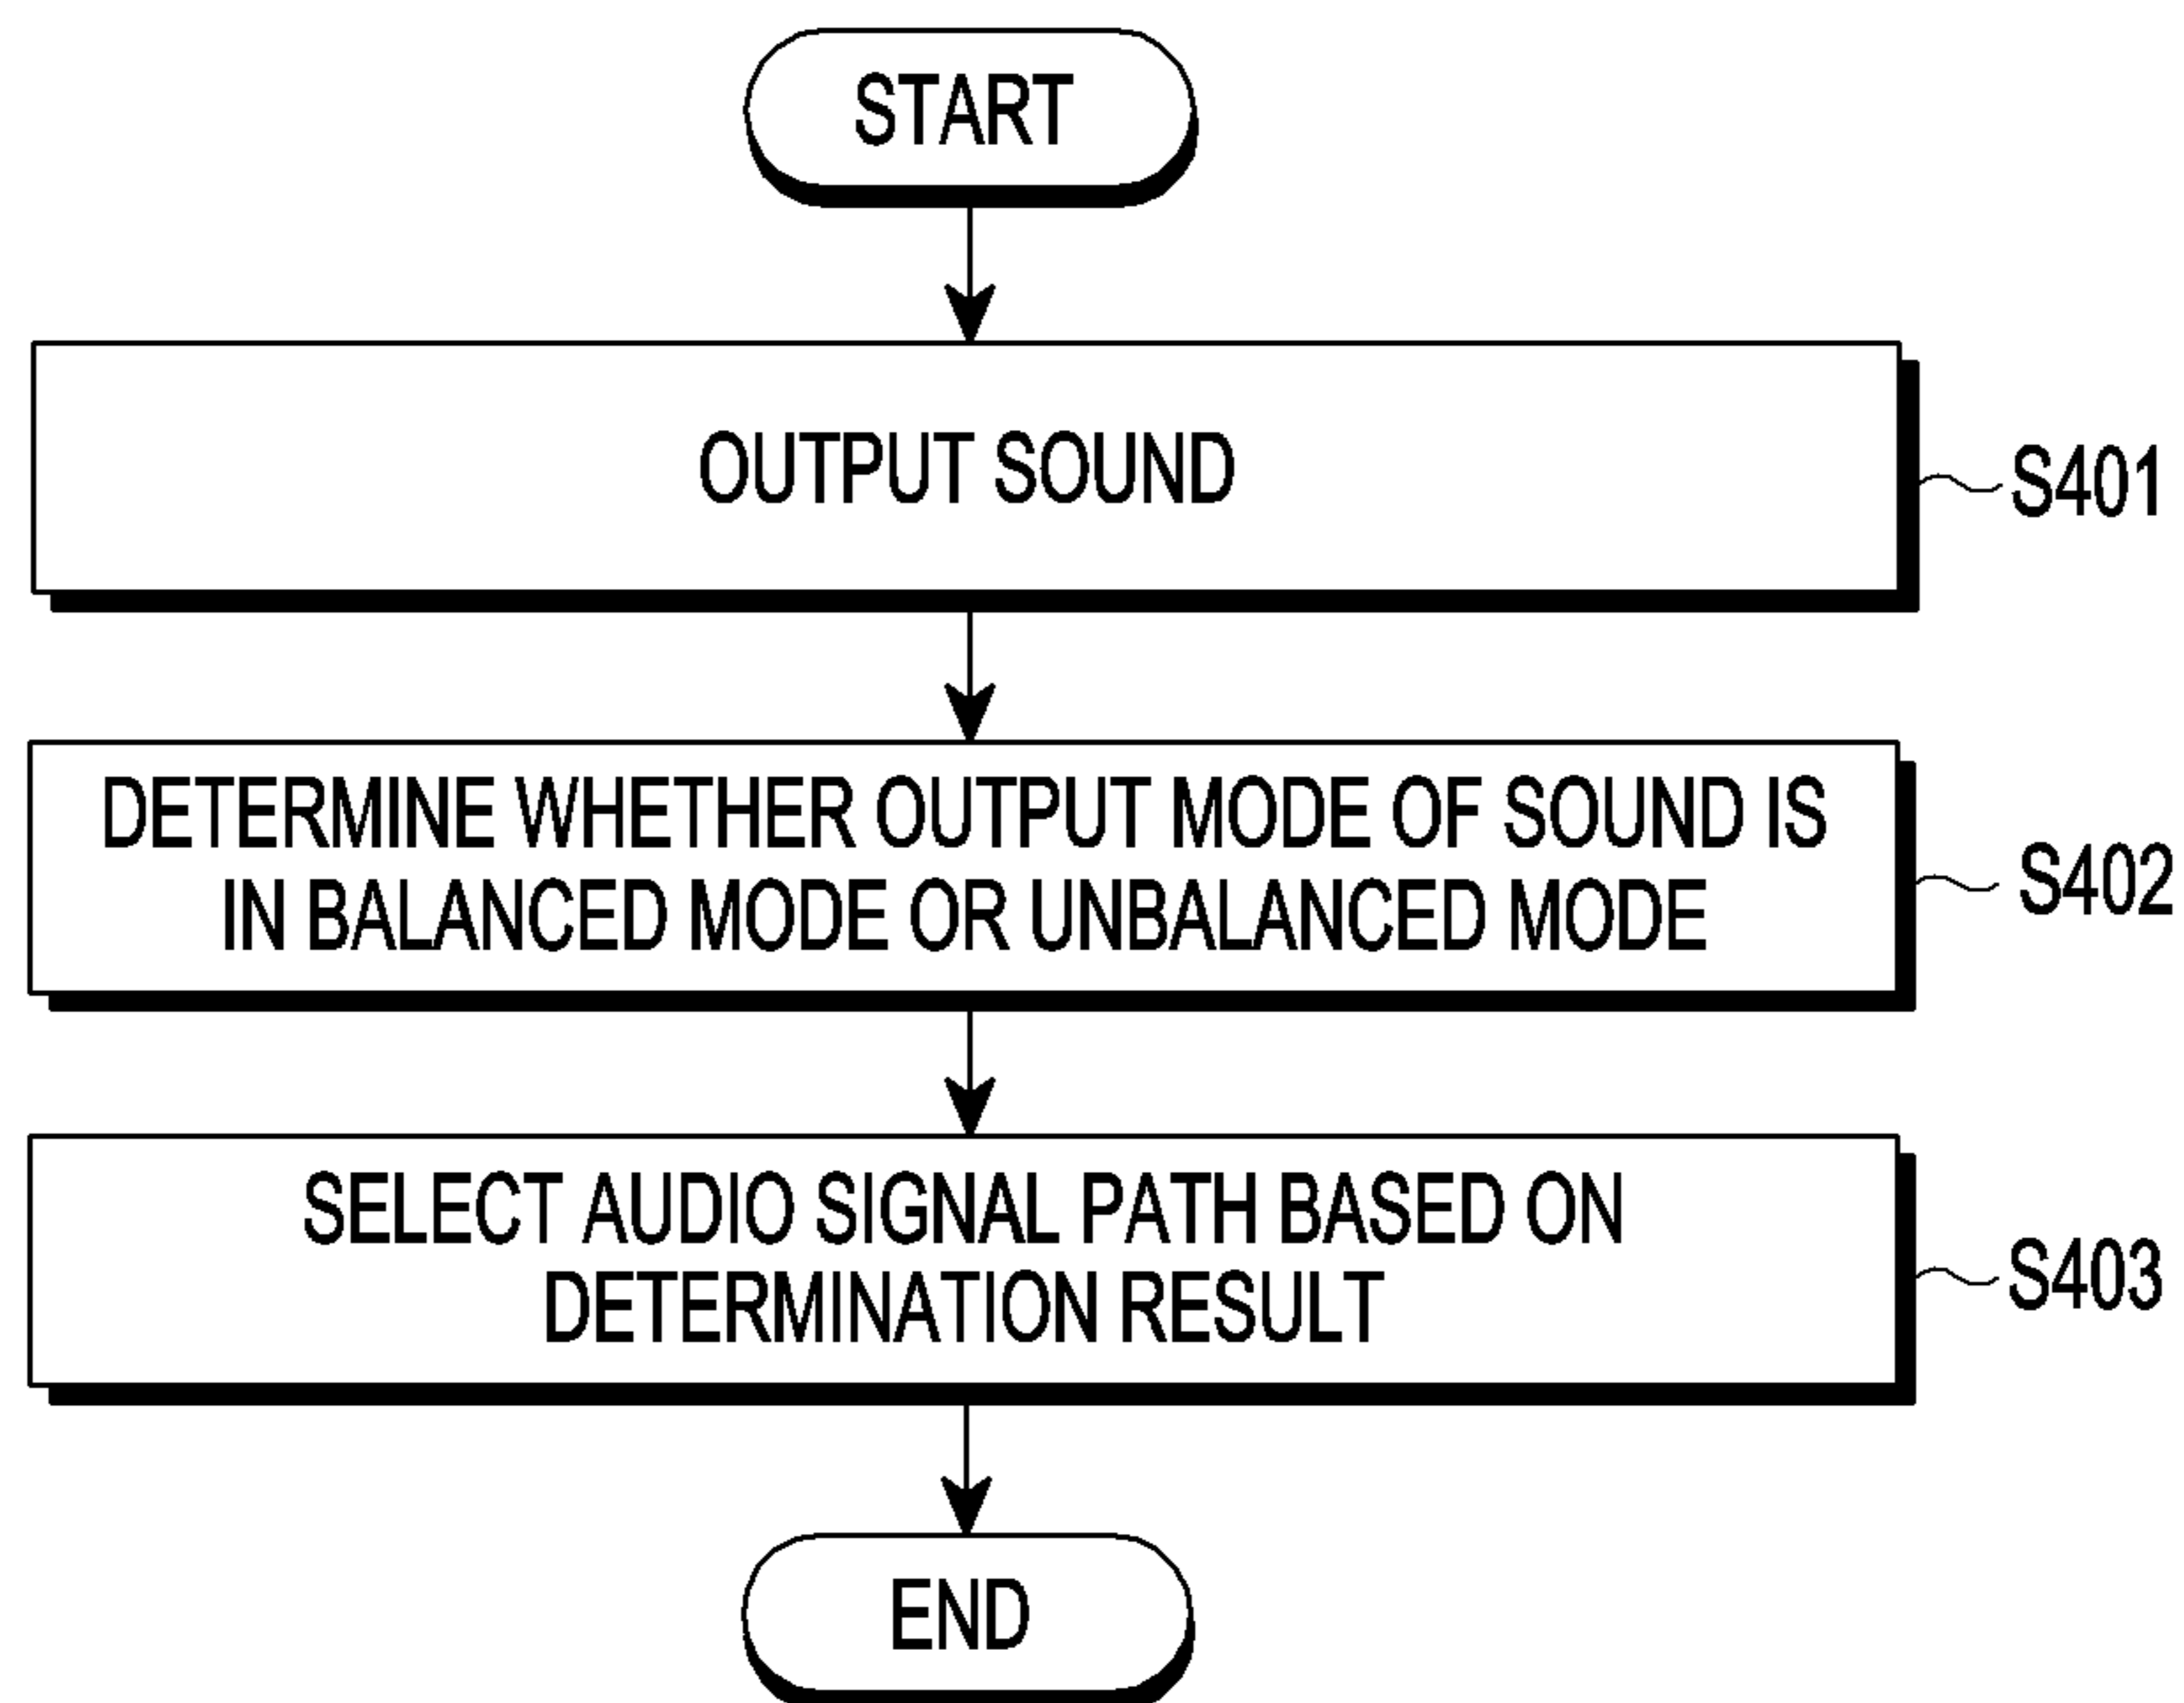 START
OUTPUT SOUND
S401
DETERMINE WHETHER OUTPUT MODE OF SOUND IS
IN BALANCED MODE OR UNBALANCED MODE
S402
SELECT AUDIO SIGNAL PATH BASED ON
DETERMINATION RESULT
S403
END